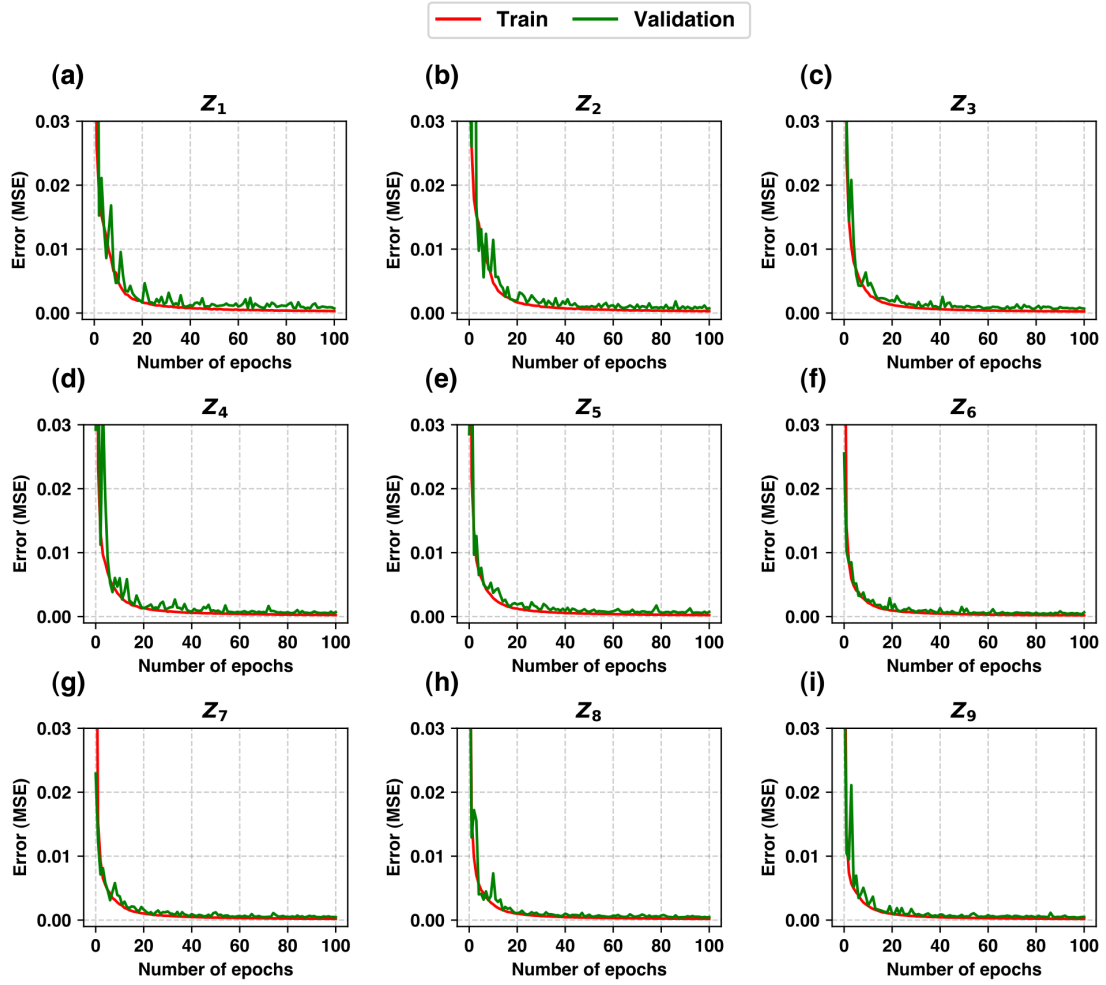 Train Validation
(a) (b) (c)
Z1 Z2 Z3
0.03 0.03 0.03
0.02 0.02 0.02
0.01 0.01 0.01
0.00 0.00 0.00
Error (MSE) Error (MSE) Error (MSE)
0 20 40 60 80 100 0 20 40 60 80 100 0 20 40 60 80 100
Number of epochs Number of epochs Number of epochs
(d) (e) (f)
Z4 Z5 Z6
0.03 0.03 0.03
0.02 0.02 0.02
0.01 0.01 0.01
0.00 0.00 0.00
Error (MSE) Error (MSE) Error (MSE)
0 20 40 60 80 100 0 20 40 60 80 100 0 20 40 60 80 100
Number of epochs Number of epochs Number of epochs
(g) (h) (i)
Z7 Z8 Z9
0.03 0.03 0.03
0.02 0.02 0.02
0.01 0.01 0.01
0.00 0.00 0.00
Error (MSE) Error (MSE) Error (MSE)
0 20 40 60 80 100 0 20 40 60 80 100 0 20 40 60 80 100
Number of epochs Number of epochs Number of epochs